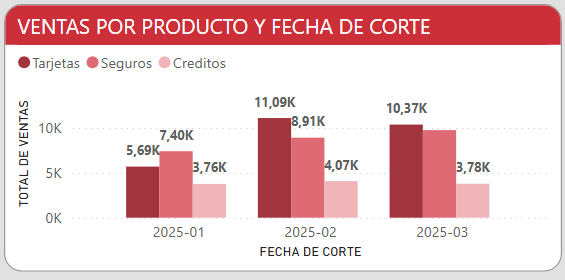 VENTAS POR PRODUCTO Y FECHA DE CORTE
Tarjetas Seguros Creditos
TOTAL DE VENTAS
10K
5K
0K
5,69K 7,40K 3,76K
11,09K 8,91K 4,07K
10,37K 3,78K
2025-01 2025-02 2025-03
FECHA DE CORTE